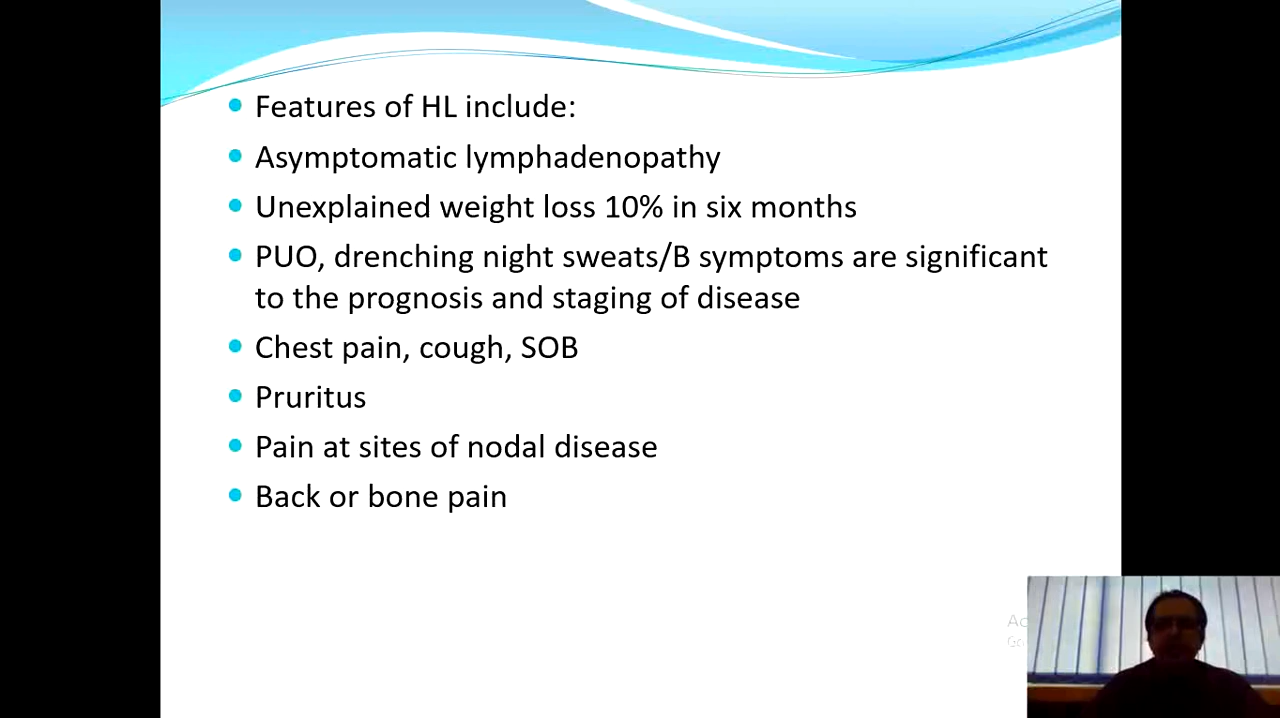 Features of HL include:
Asymptomatic lymphadenopathy
Unexplained weight loss 10% in six months
PUO, drenching night sweats/B symptoms are significant
to the prognosis and staging of disease
Chest pain, cough, SOB
Pruritus
Pain at sites of nodal disease
Back or bone pain